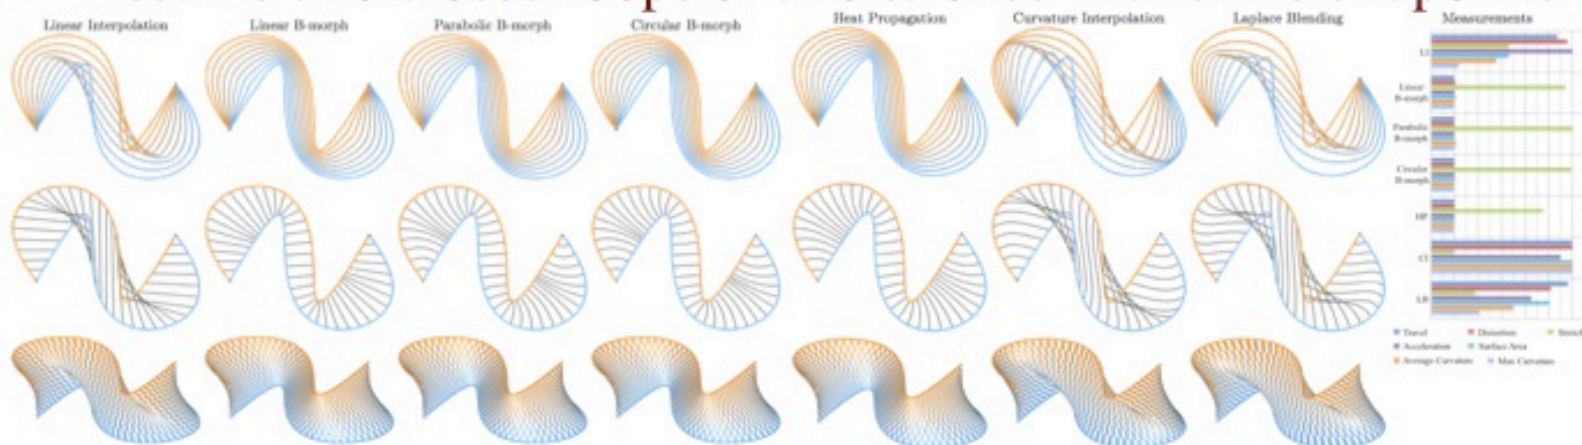 Linear Interpolation
Linear B-morph
Parabolic B-morph
Circular B-morph
Heat Propagation
Curvature Interpolation
Laplace Blending
Measurements
LI
Linear
B-morph
Parabolic
B-morph
Circular
B-morph
HP
CI
LB
Travel
Distortion
Stretch
Acceleration
Surface Area
Average Curvature
Max Curvature